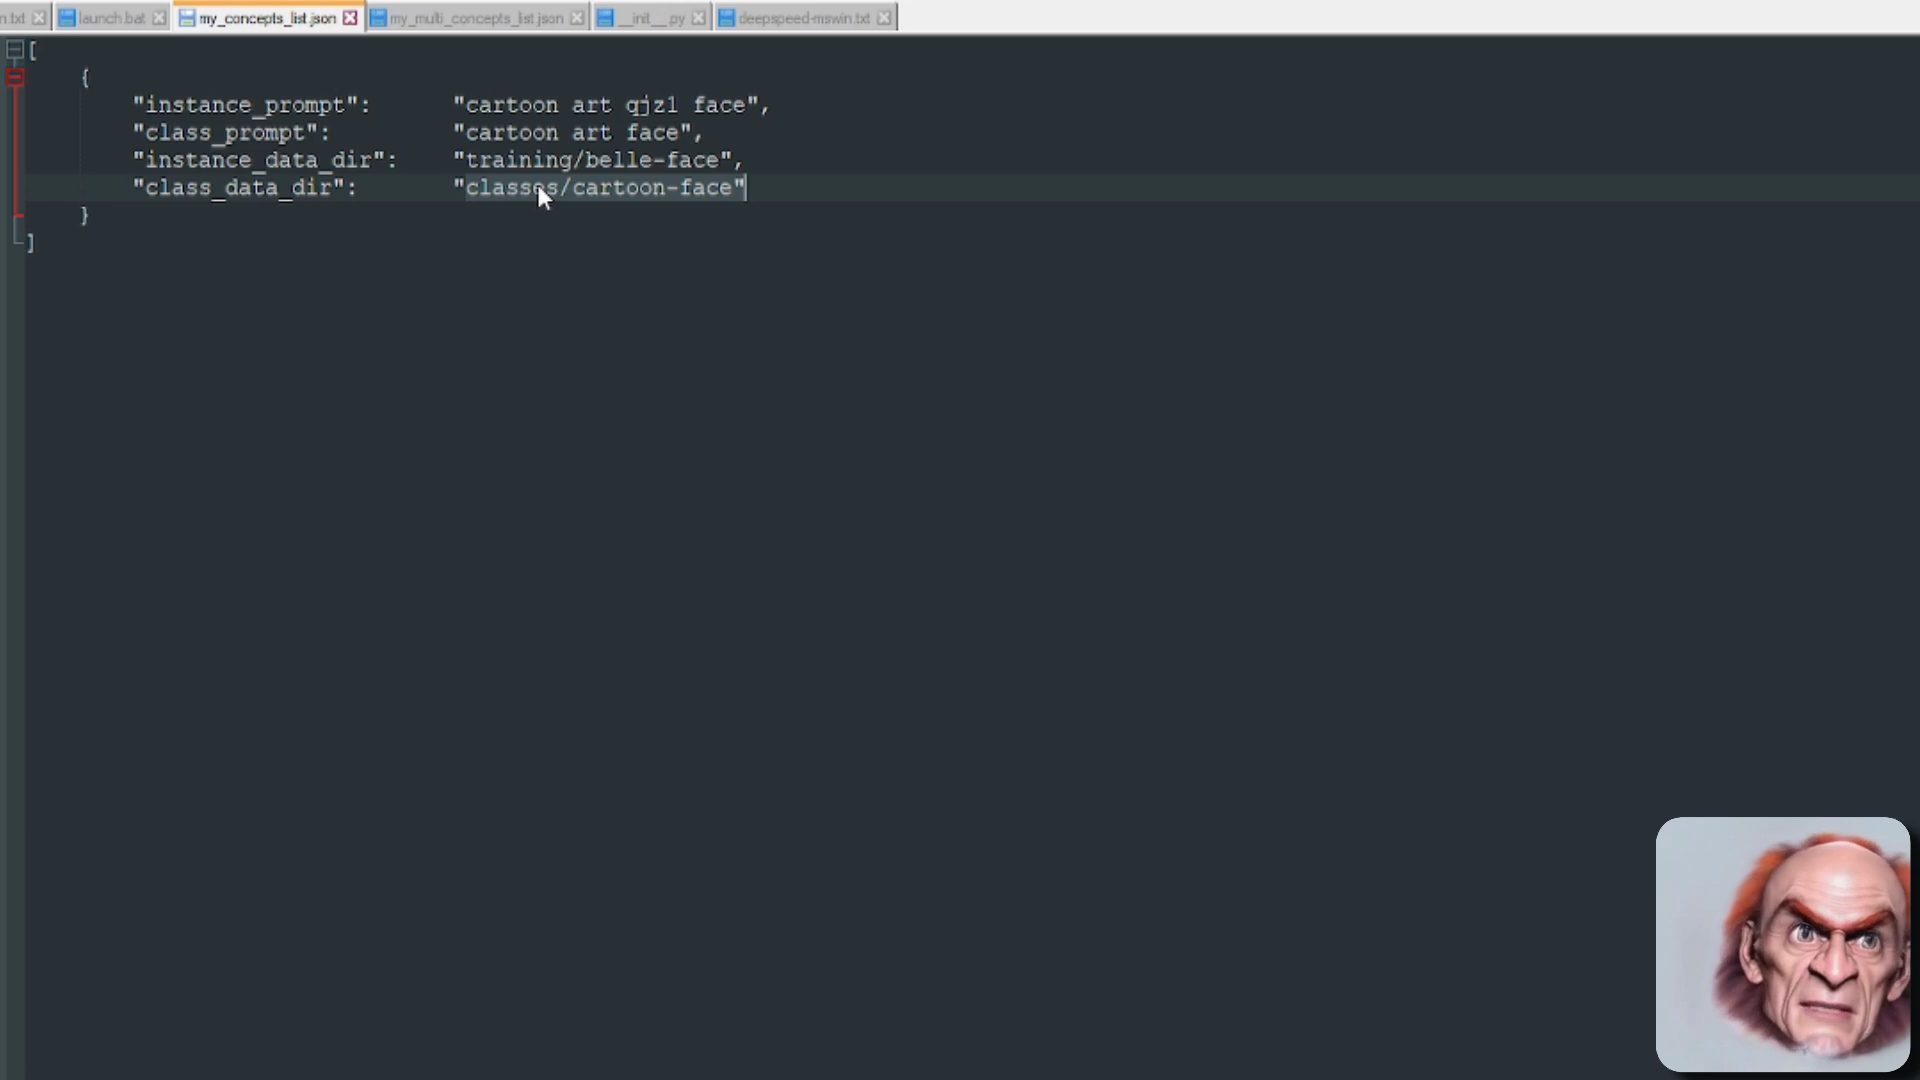 n.txt launch.bat my_concepts_list.json my_multi_concepts_list.json __init__.py deepspeed-mswin.txt
[
{
"instance_prompt": "cartoon art qjz1 face",
"class_prompt": "cartoon art face",
"instance_data_dir": "training/belle-face",
"class_data_dir": "classes/cartoon-face"
}
]